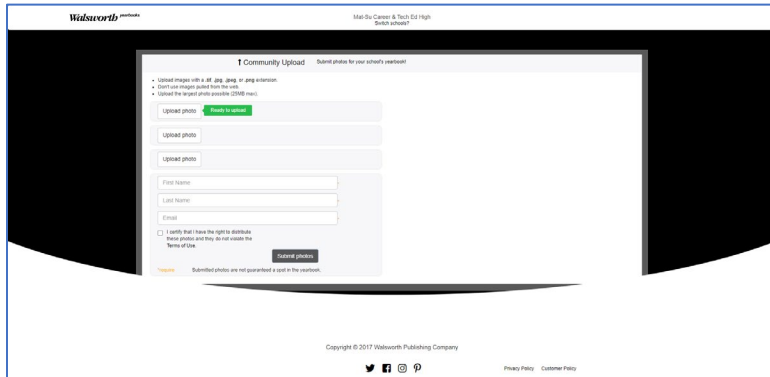 Walsworth yearbooks
Mat-Su Career & Tech Ed High
Switch schools?
Community Upload Submit photos for your school's yearbook!
Upload images with a .tif .jpg, .jpeg, or .png extension.
Don't use images pulled from the web.
Upload the largest photo possible (25MB max).
Upload photo Ready to upload
Upload photo
Upload photo
First Name
Last Name
Email
I certify that I have the right to distribute
these photos and they do not violate the
Terms of Use.
Submit photos
*required Submitted photos are not guaranteed a spot in the yearbook.
Copyright © 2017 Walsworth Publishing Company
Privacy Policy Customer Policy